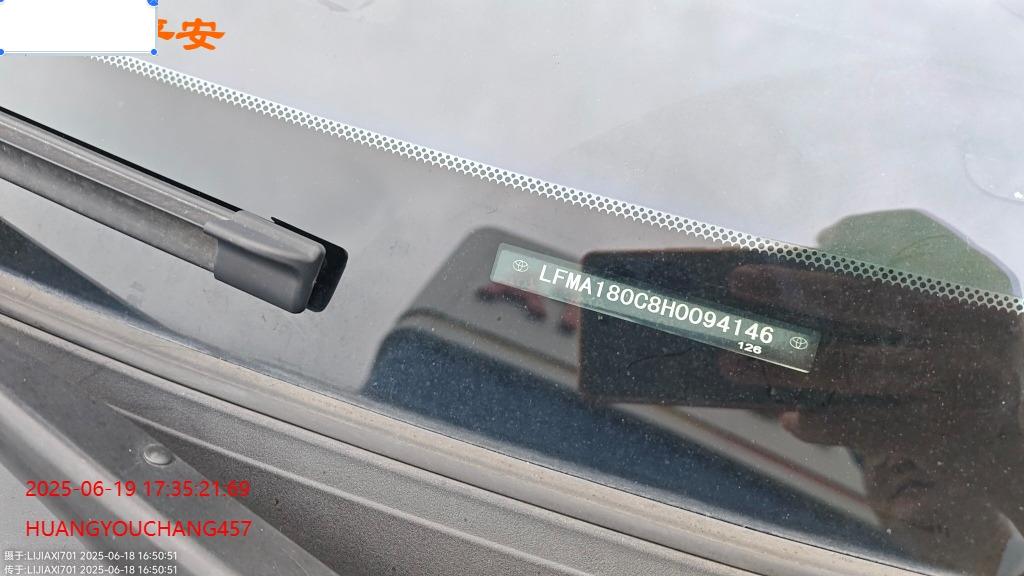 平安
LFMA180C8H0094146
126
2025-06-19 17:35:21.69
HUANGYOUCHANG457
摄于:LIJIAXI701 2025-06-18 16:50:51
传于:LIJIAXI701 2025-06-18 16:50:51